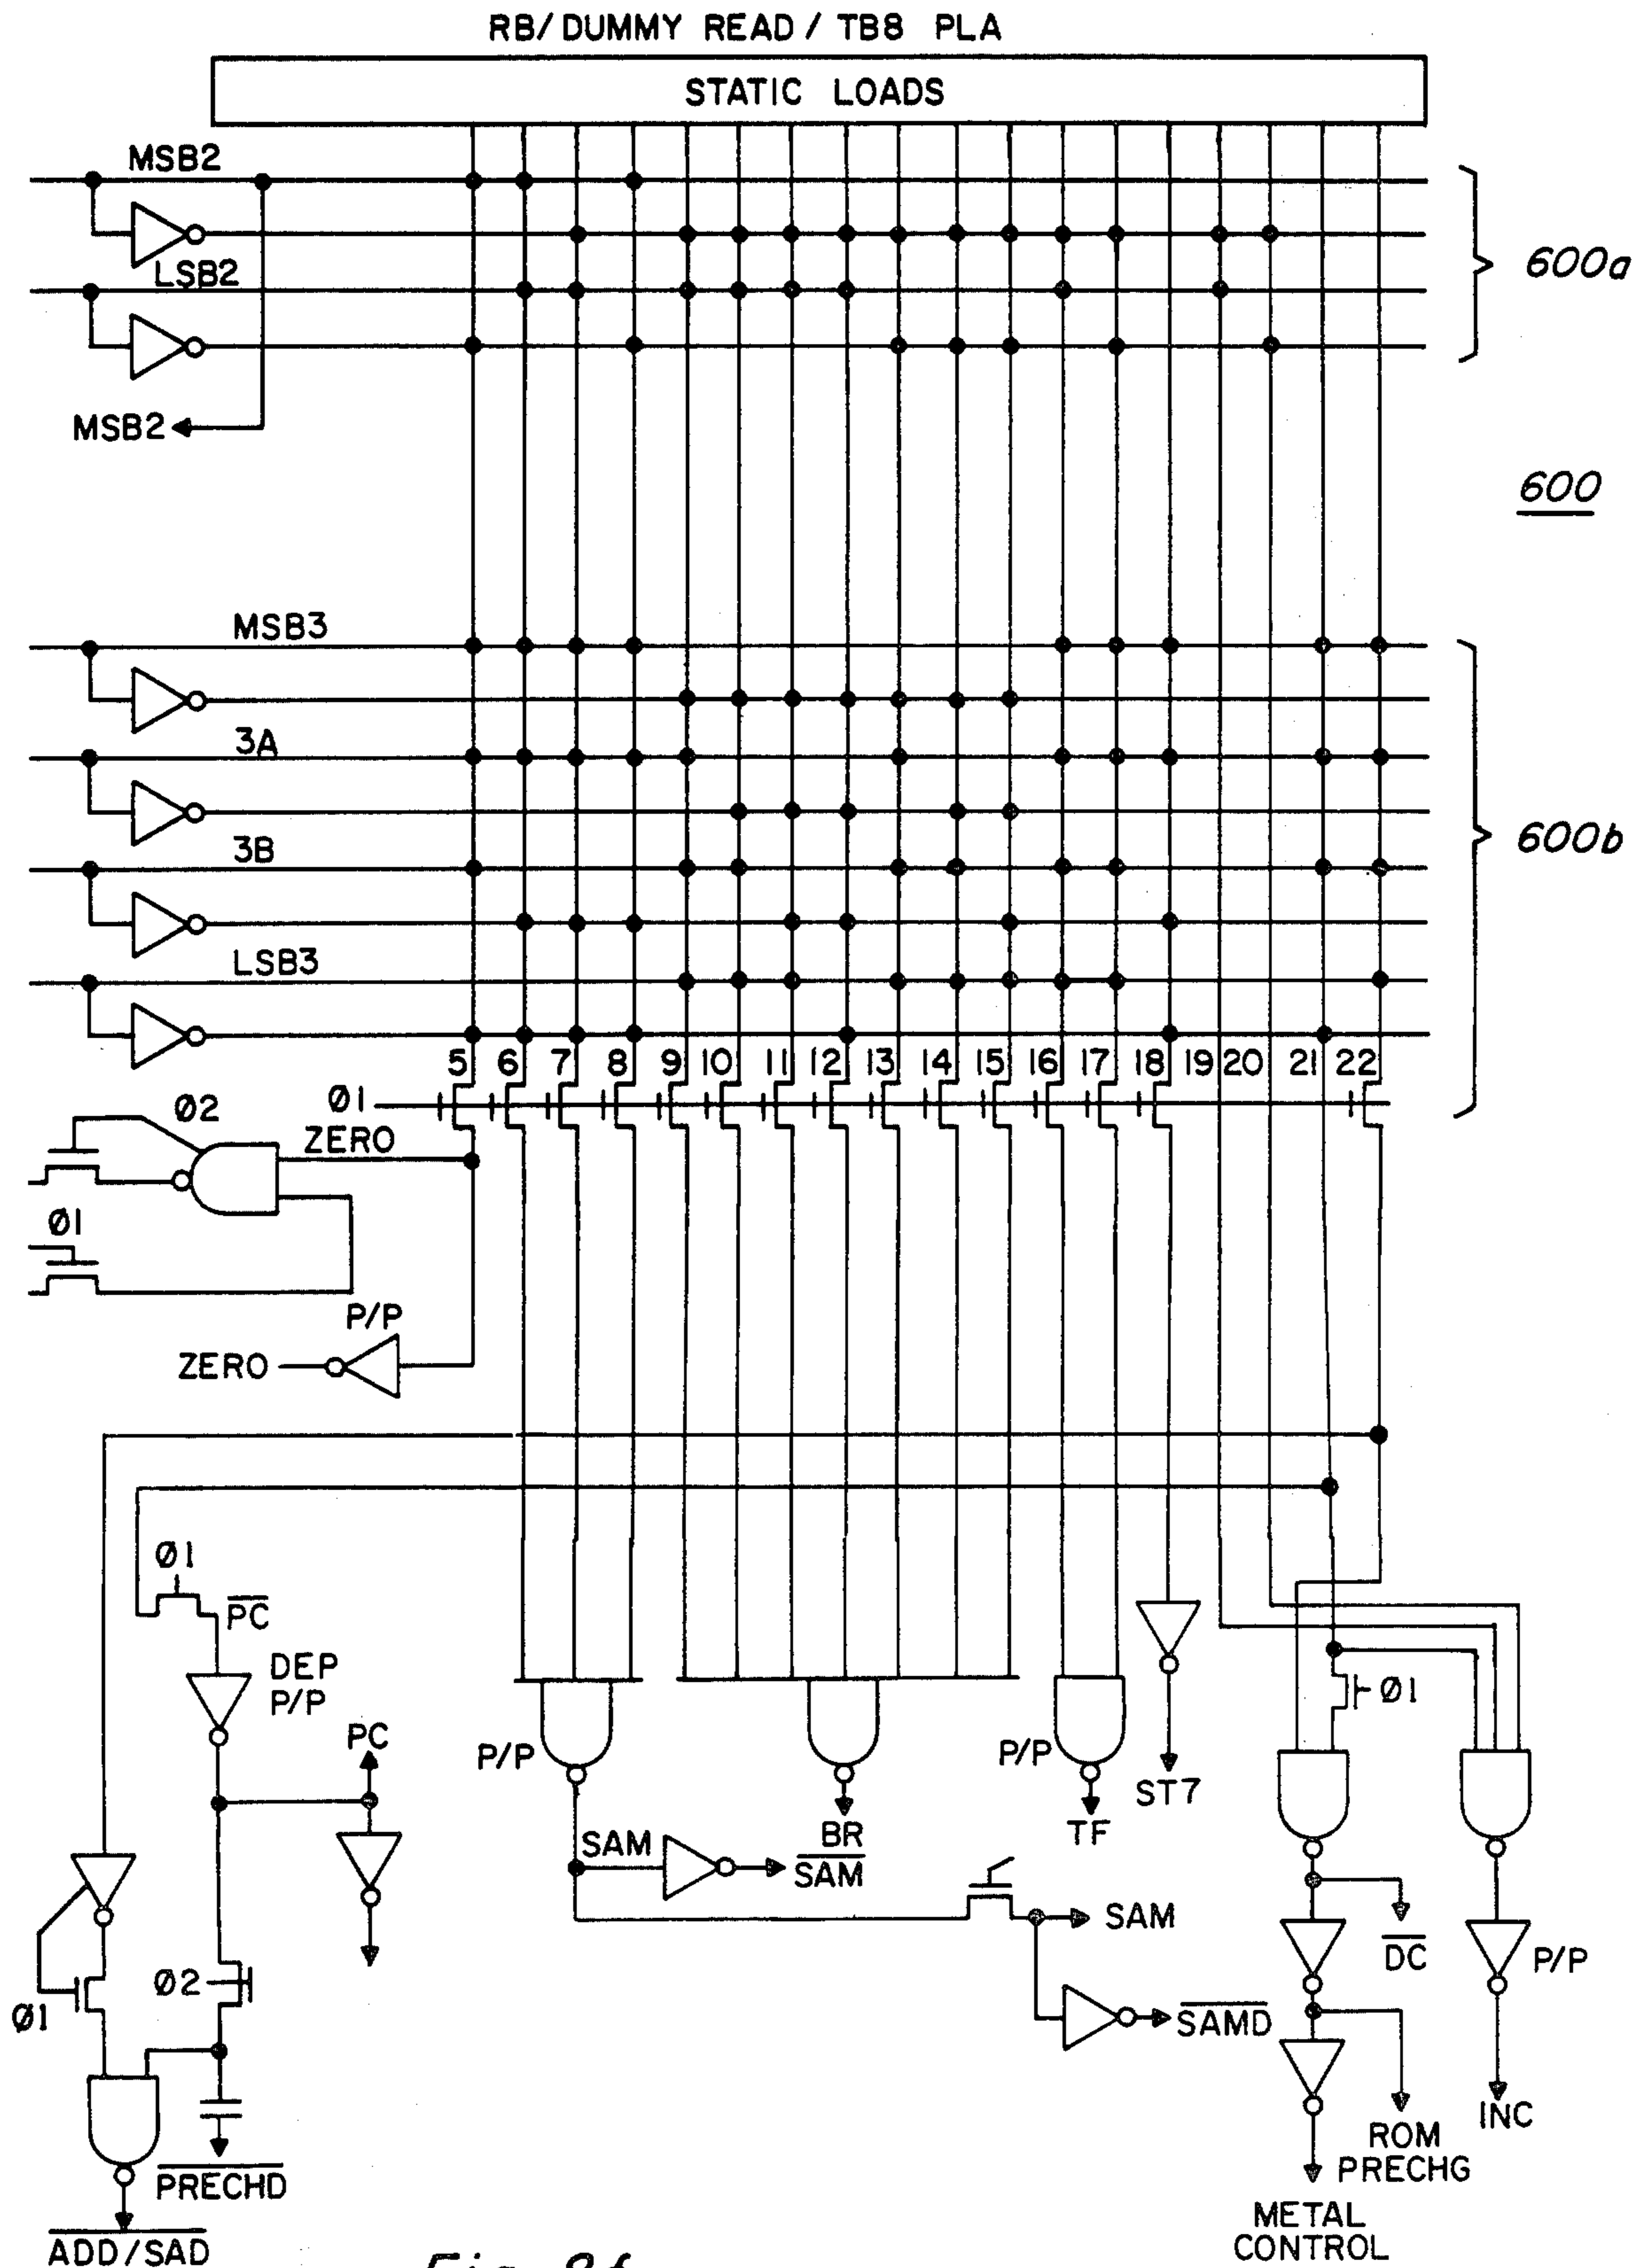 RB/DUMMY READ/TB8 PLA
STATIC LOADS
MSB2
LSB2
600a
MSB2
600
MSB3
3A
3B
600b
LSB3
5 6 7 8 9 10 11 12 13 14 15 16 17 18 19 20 21 22
Ø1
Ø2
ZERO
Ø1
P/P
ZERO
Ø1
PC
DEP
P/P
Ø1
PC
P/P
P/P
ST7
BR
TF
SAM
SAM
SAM
DC
P/P
Ø2
Ø1
SAMD
INC
ROM
PRECHG
PRECHD
METAL
CONTROL
ADD/SAD